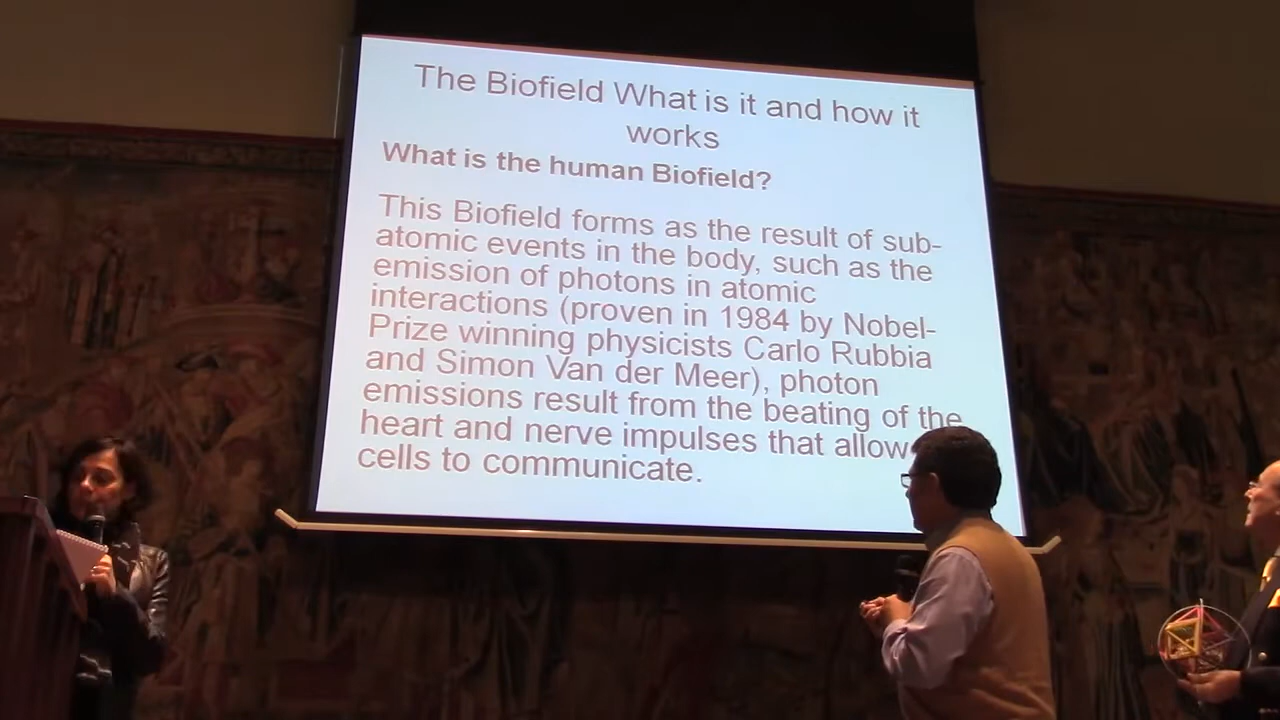 The Biofield What is it and how it
works
What is the human Biofield?
This Biofield forms as the result of sub-
atomic events in the body, such as the
emission of photons in atomic
interactions (proven in 1984 by Nobel-
Prize winning physicists Carlo Rubbia
and Simon Van der Meer), photon
emissions result from the beating of the
heart and nerve impulses that allow
cells to communicate.